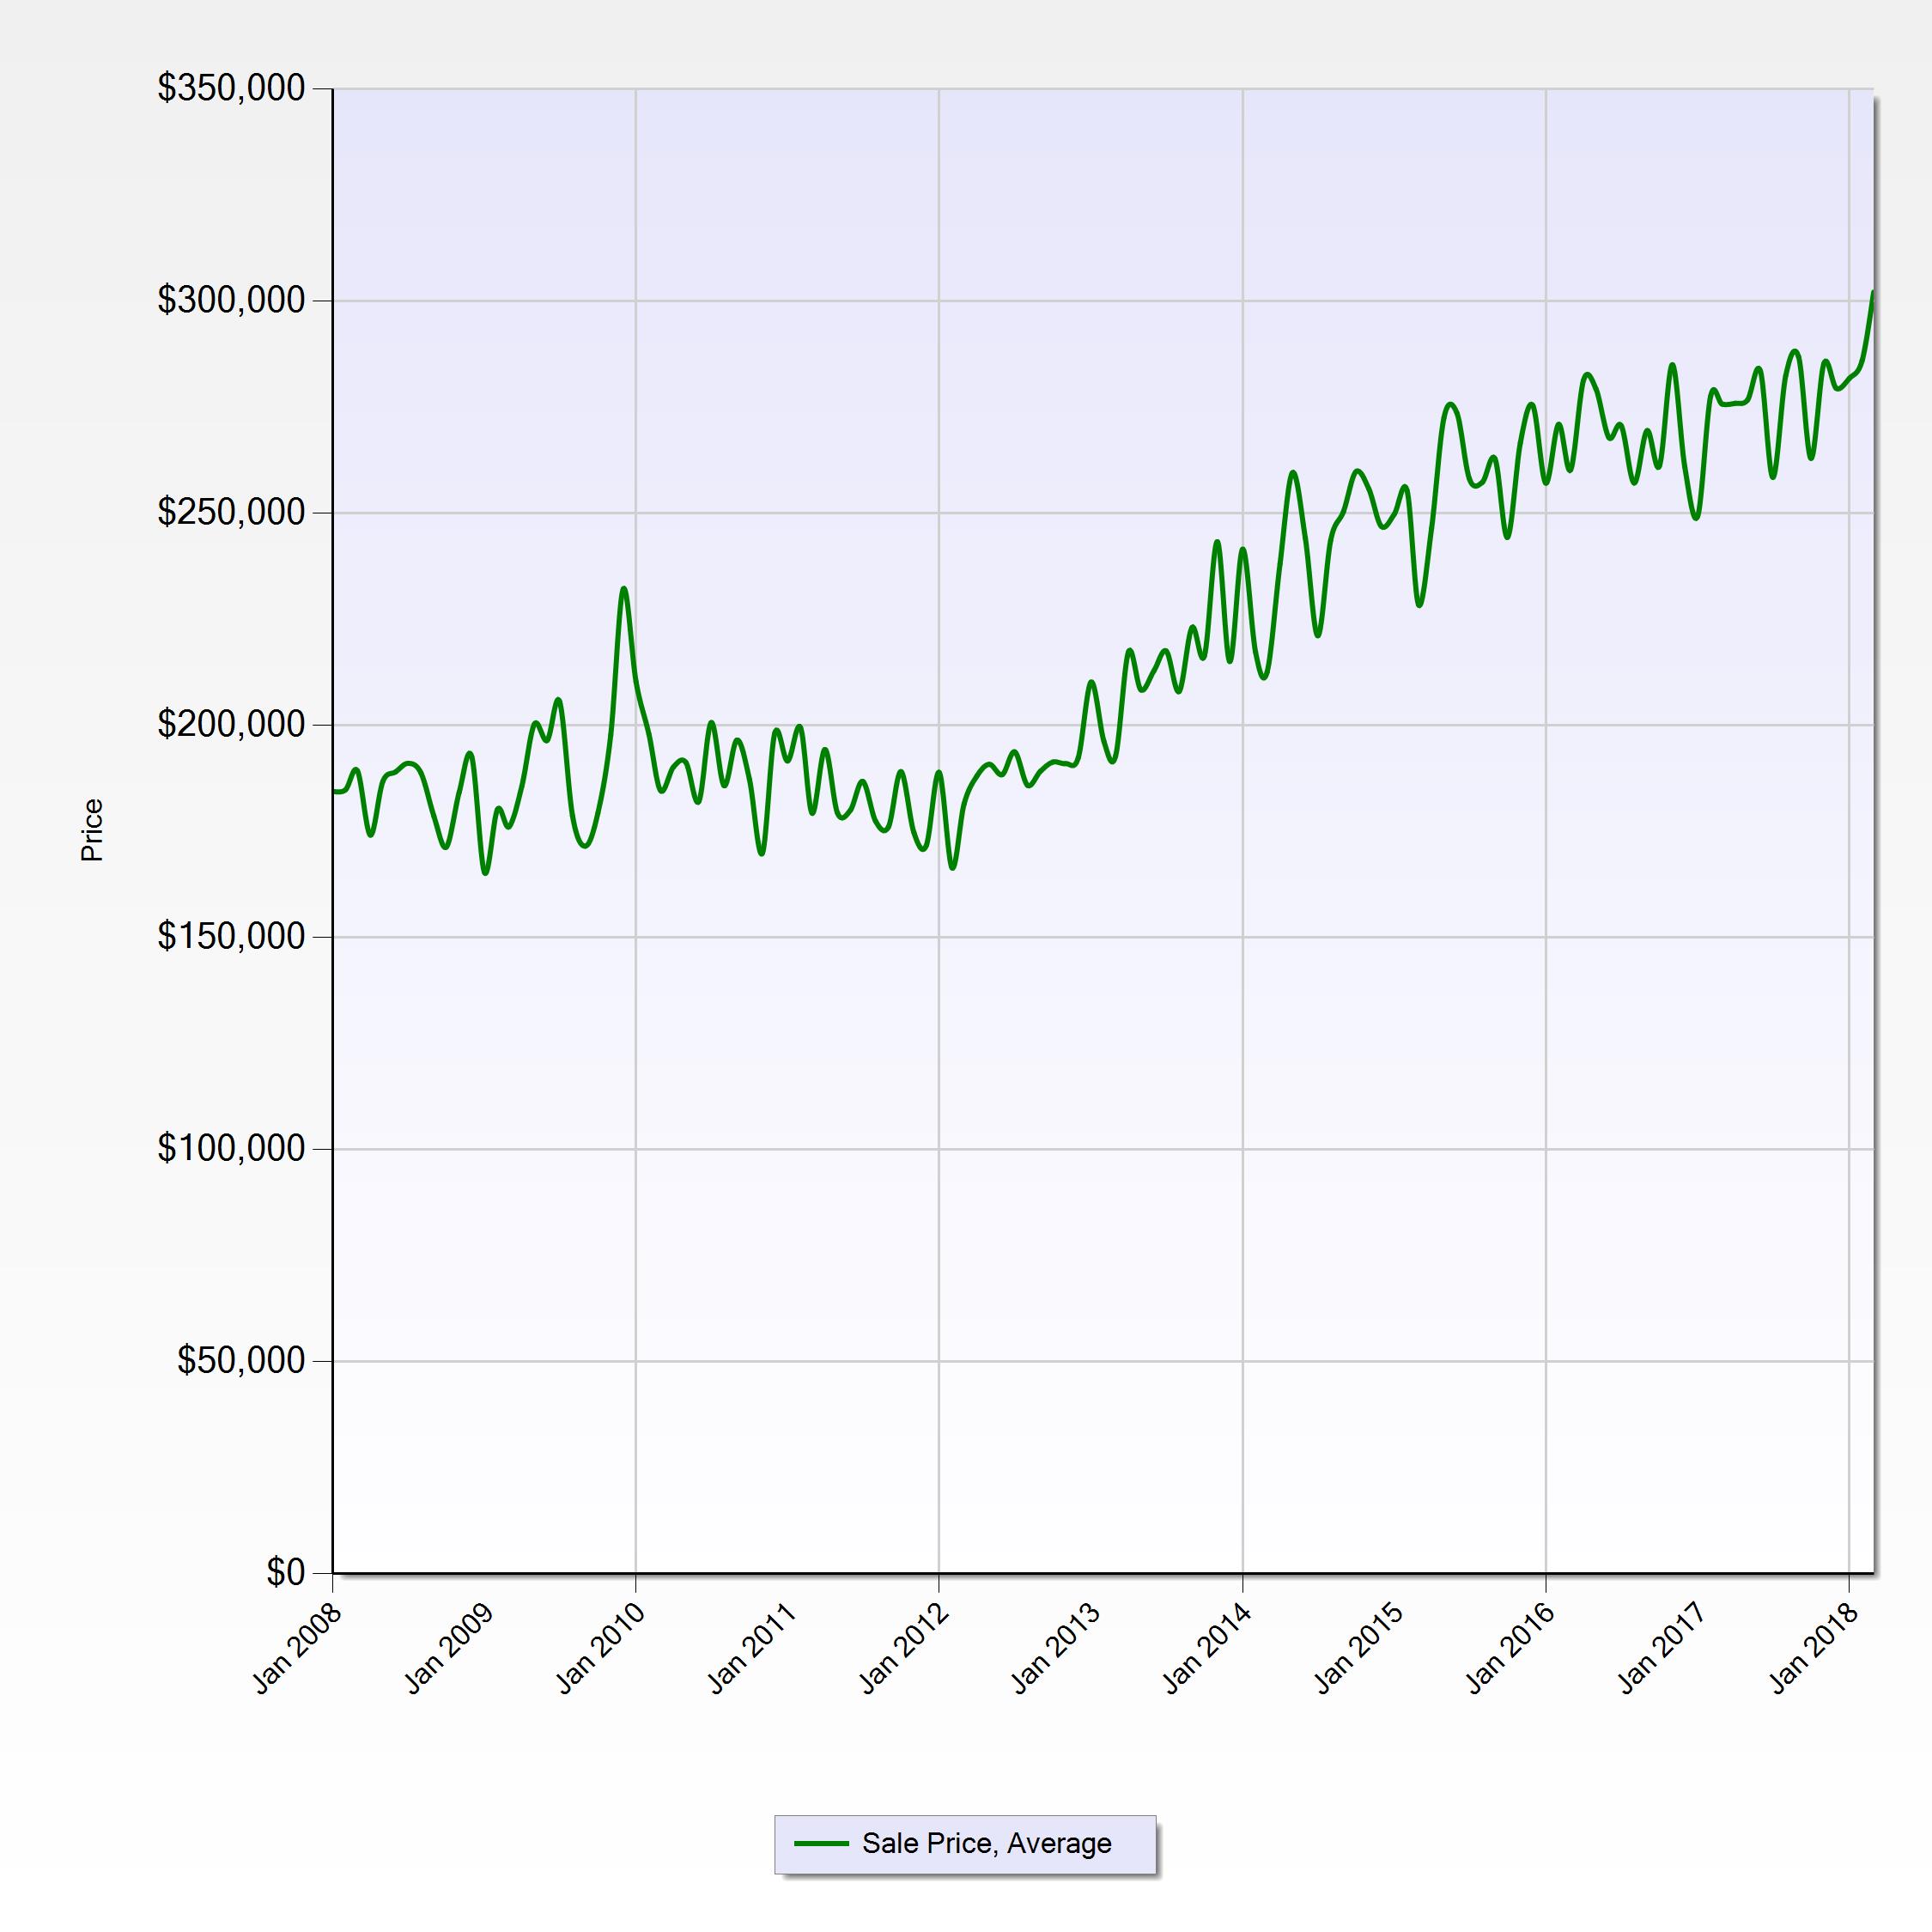 $350,000
$300,000
$250,000
$200,000
$150,000
$100,000
$50,000
$0
Price
Jan 2008
Jan 2009
Jan 2010
Jan 2011
Jan 2012
Jan 2013
Jan 2014
Jan 2015
Jan 2016
Jan 2017
Jan 2018
Sale Price, Average